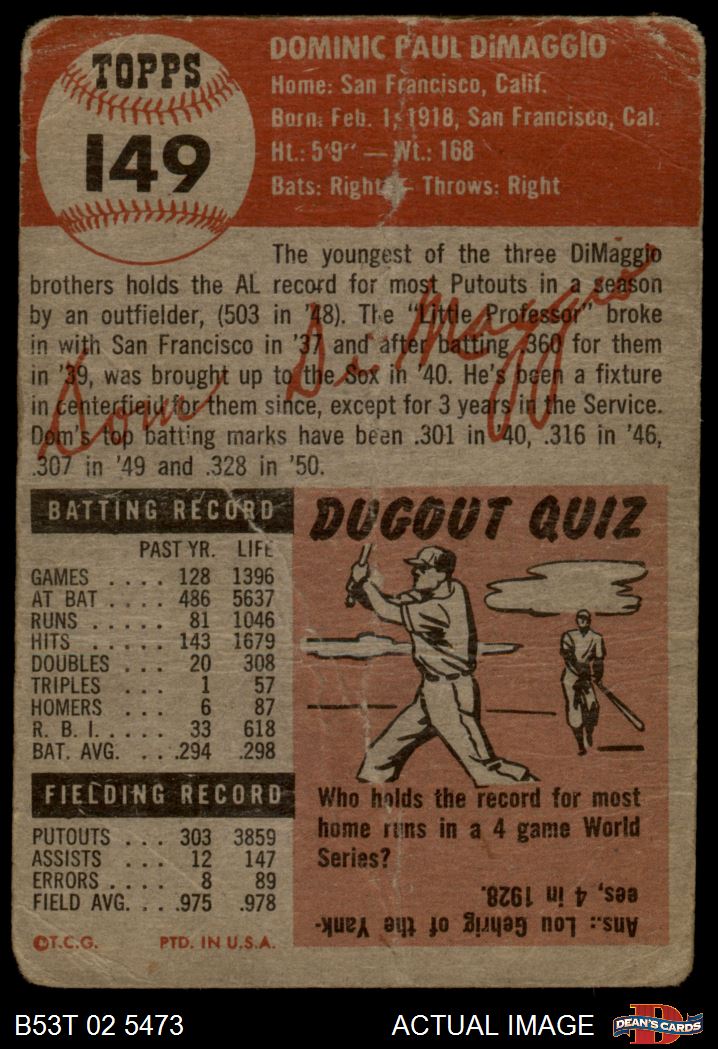 TOPPS
149
DOMINIC PAUL DiMAGGIO
Home: San Francisco, Calif.
Born: Feb. 1, 1918, San Francisco, Cal.
Ht.: 5'9" — Wt.: 168
Bats: Right — Throws: Right
The youngest of the three DiMaggio
brothers holds the AL record for most Putouts in a season
by an outfielder, (503 in '48). The "Little Professor" broke
in with San Francisco in '37 and after batting .360 for them
in '39, was brought up to the Sox in '40. He's been a fixture
in centerfield for them since, except for 3 years in the Service.
Dom's top batting marks have been .301 in '40, .316 in '46,
.307 in '49 and .328 in '50.
Dom Di Maggio
BATTING RECORD
PAST YR. LIFE
GAMES .... 128 1396
AT BAT .... 486 5637
RUNS ..... 81 1046
HITS ..... 143 1679
DOUBLES ... 20 308
TRIPLES ... 1 57
HOMERS ... 6 87
R. B. I. .... 33 618
BAT. AVG. ... .294 .298
FIELDING RECORD
PUTOUTS ... 303 3859
ASSISTS ... 12 147
ERRORS .... 8 89
FIELD AVG. ... .975 .978
©T.C.G. PTD. IN U.S.A.
DUGOUT QUIZ
Who holds the record for most
home runs in a 4 game World
Series?
Ans.: Lou Gehrig of the Yank-
ees, 4 in 1928.
B53T 02 5473
ACTUAL IMAGE
D
DEAN'S CARDS